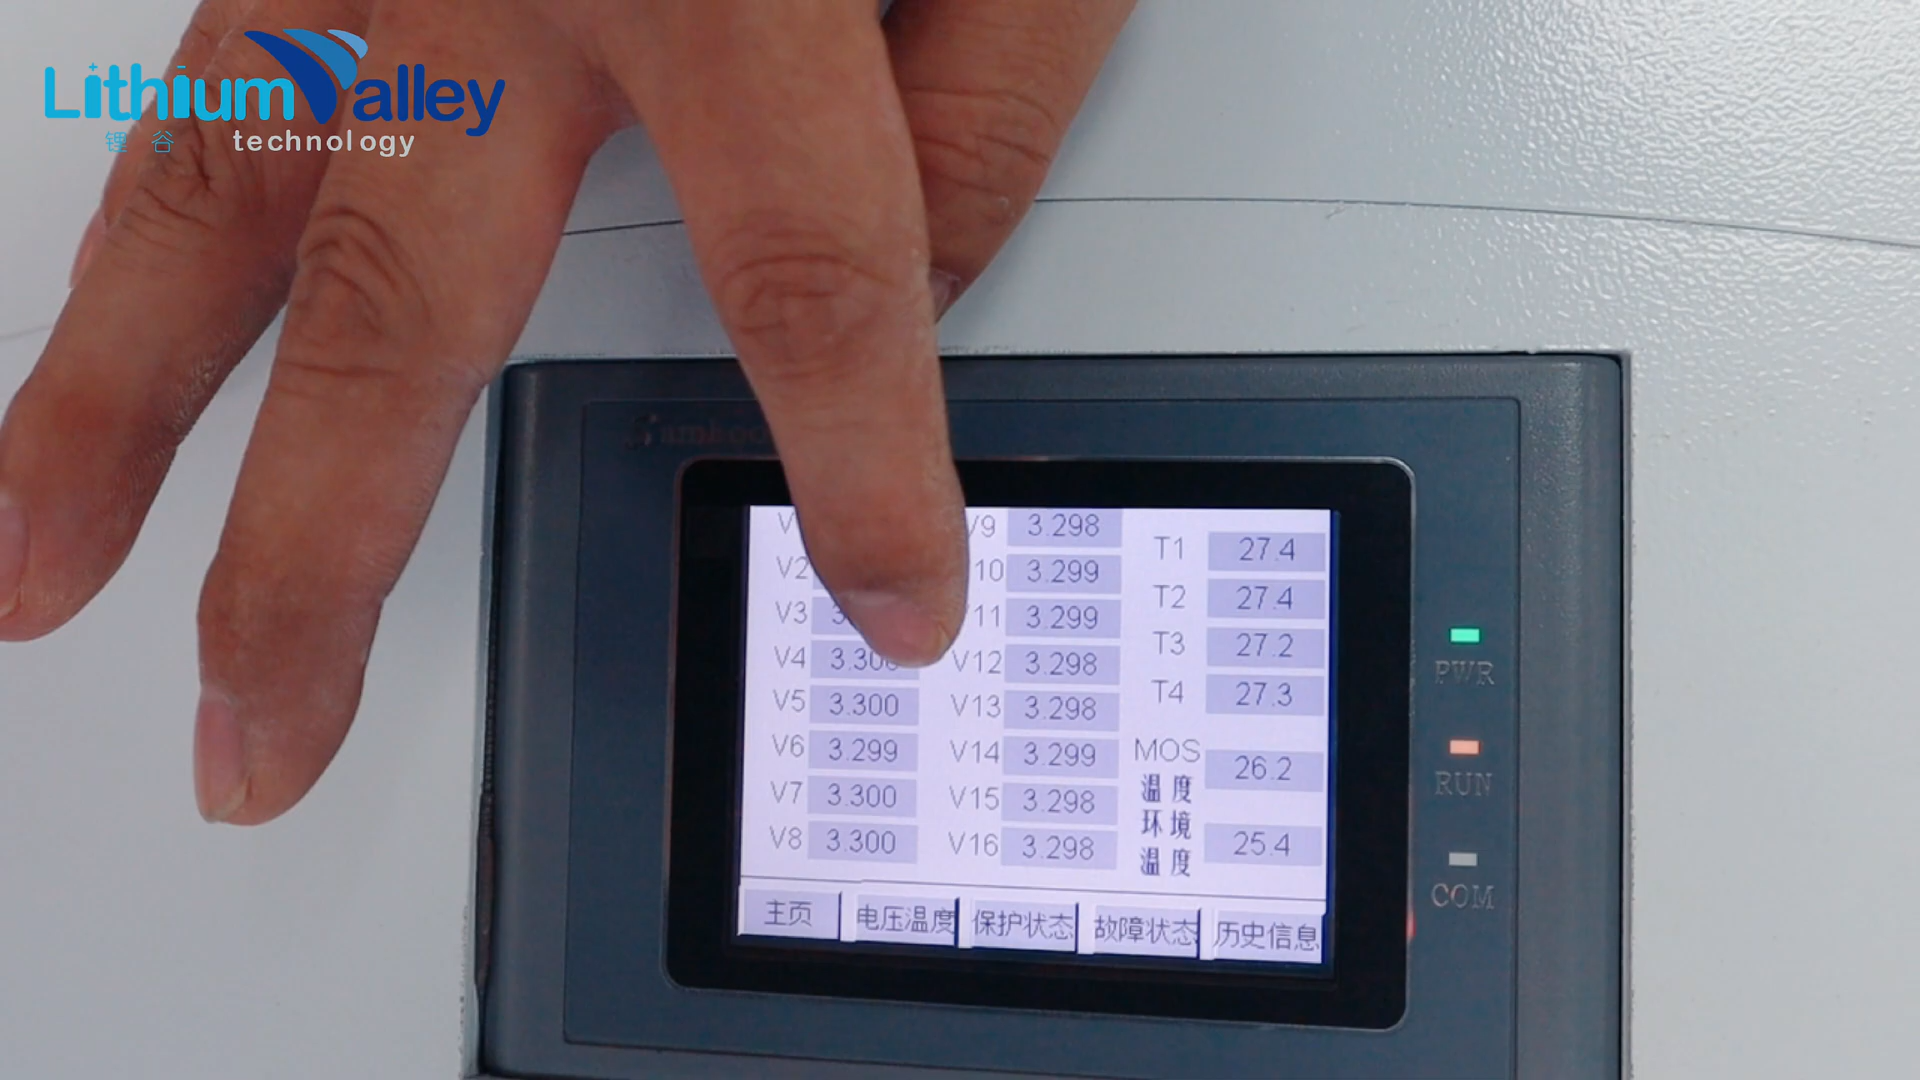 Lithium Valley
锂谷 technology
V9 3.298
V2
V3
V4
V5 3.300
V6 3.299
V7 3.300
V8 3.300
10 3.299
11 3.299
V12 3.298
V13 3.298
V14 3.299
V15 3.298
V16 3.298
T1 27.4
T2 27.4
T3 27.2
T4 27.3
MOS
温度 26.2
环境
温度 25.4
主页 电压温度 保护状态 故障状态 历史信息
PWR
RUN
COM